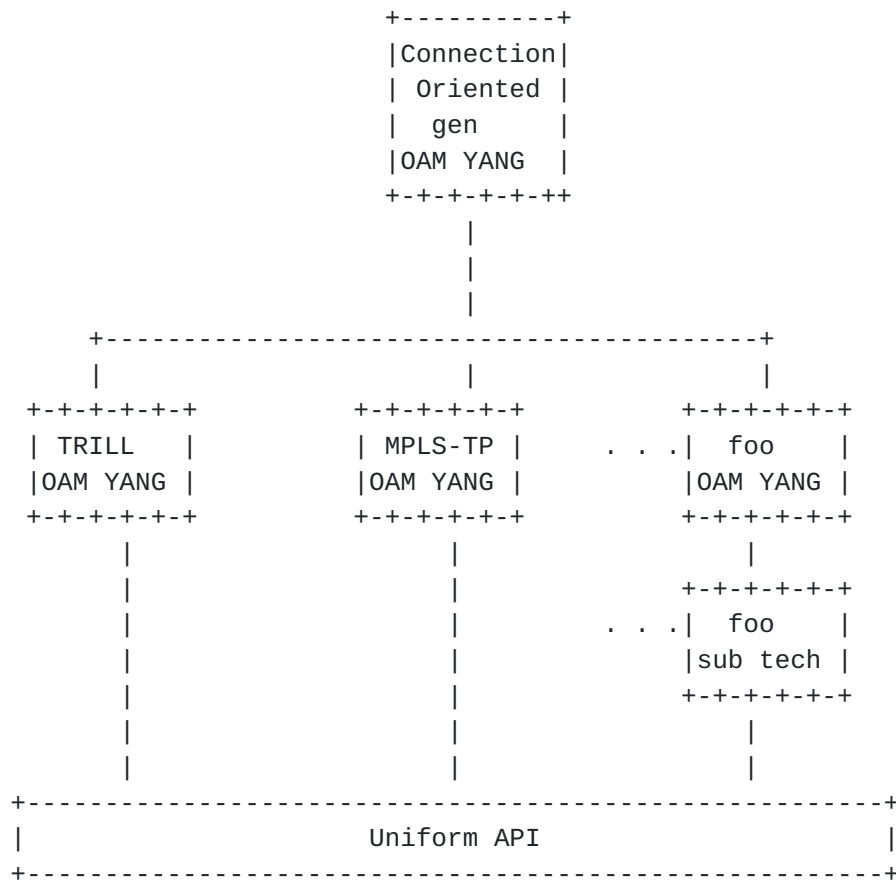 Connection
Oriented
gen
OAM YANG
TRILL MPLS-TP . . . foo
OAM YANG OAM YANG OAM YANG
. . . foo
sub tech
Uniform API